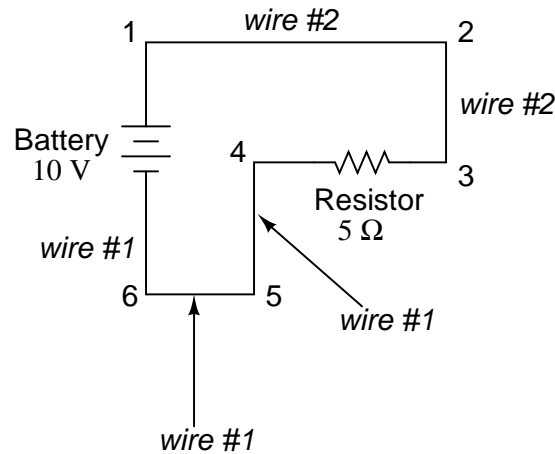 wire #2
1
2
wire #2
Battery
10 V
4
3
Resistor
5 Ω
wire #1
6
5
wire #1
wire #1